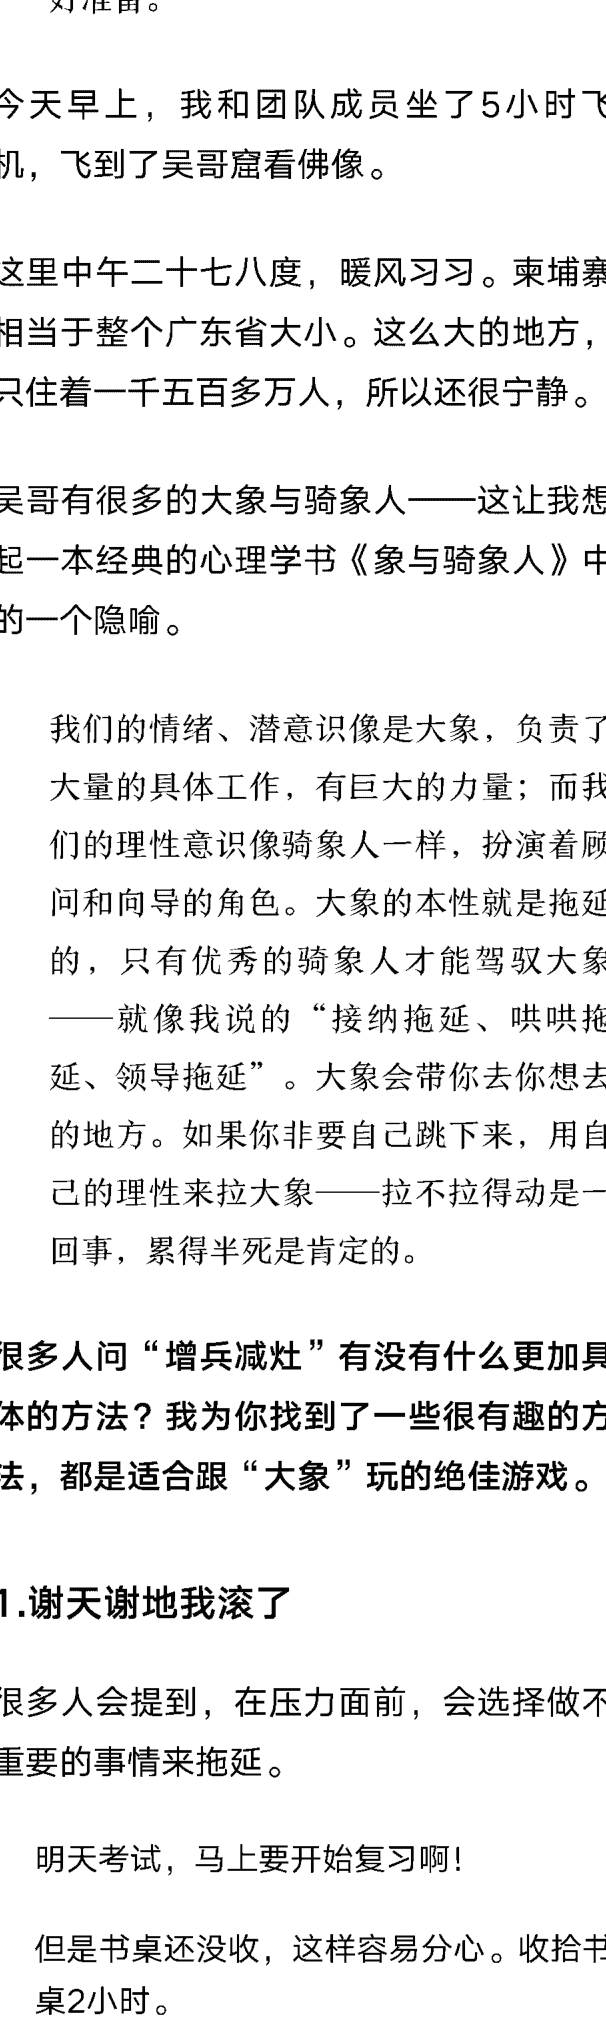 好准备。
今天早上，我和团队成员坐了5小时飞
机，飞到了吴哥窟看佛像。
这里中午二十七八度，暖风习习。柬埔寨
相当于整个广东省大小。这么大的地方，
只住着一千五百多万人，所以还很宁静。
吴哥有很多的大象与骑象人——这让我想
起一本经典的心理学书《象与骑象人》中
的一个隐喻。
我们的情绪、潜意识像是大象，负责了
大量的具体工作，有巨大的力量；而我
们的理性意识像骑象人一样，扮演着顾
问和向导的角色。大象的本性就是拖延
的，只有优秀的骑象人才能驾驭大象
——就像我说的“接纳拖延、哄哄拖
延、领导拖延”。大象会带你去你想去
的地方。如果你非要自己跳下来，用自
己的理性来拉大象——拉不拉得动是一
回事，累得半死是肯定的。
很多人问“增兵减灶”有没有什么更加具
体的方法？我为你找到了一些很有趣的方
法，都是适合跟“大象”玩的绝佳游戏。
1.谢天谢地我滚了
很多人会提到，在压力面前，会选择做不
重要的事情来拖延。
明天考试，马上要开始复习啊！
但是书桌还没收，这样容易分心。收拾书
桌2小时。